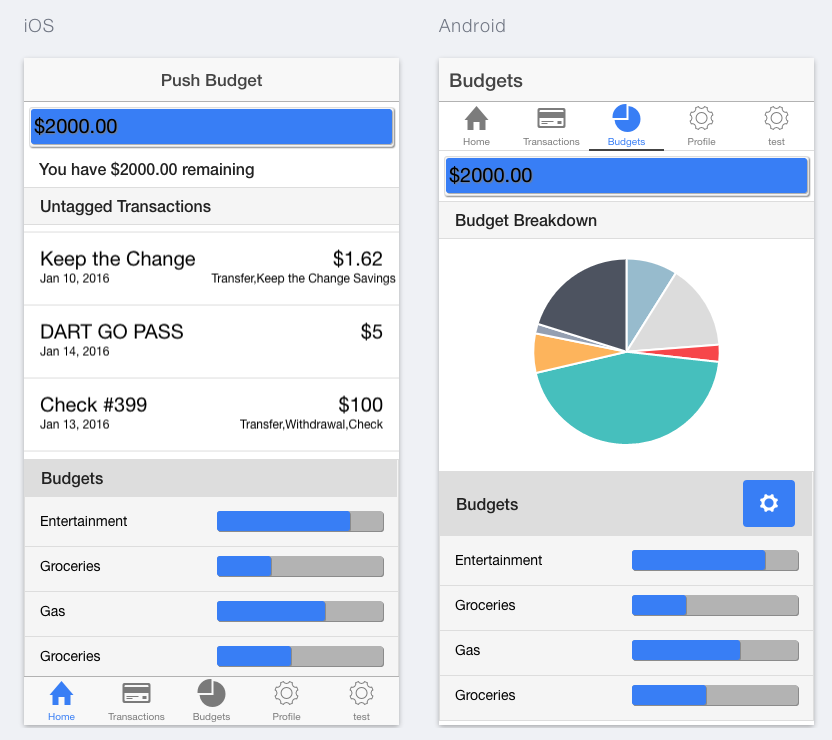 iOS
Push Budget
$2000.00
You have $2000.00 remaining
Untagged Transactions
Keep the Change $1.62
Jan 10, 2016 Transfer,Keep the Change Savings
DART GO PASS $5
Jan 14, 2016
Check #399 $100
Jan 13, 2016 Transfer,Withdrawal,Check
Budgets
Entertainment
Groceries
Gas
Groceries
Home Transactions Budgets Profile test
Android
Budgets
Home Transactions Budgets Profile test
$2000.00
Budget Breakdown
Budgets
Entertainment
Groceries
Gas
Groceries